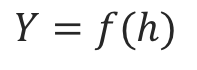 Y = f(h)